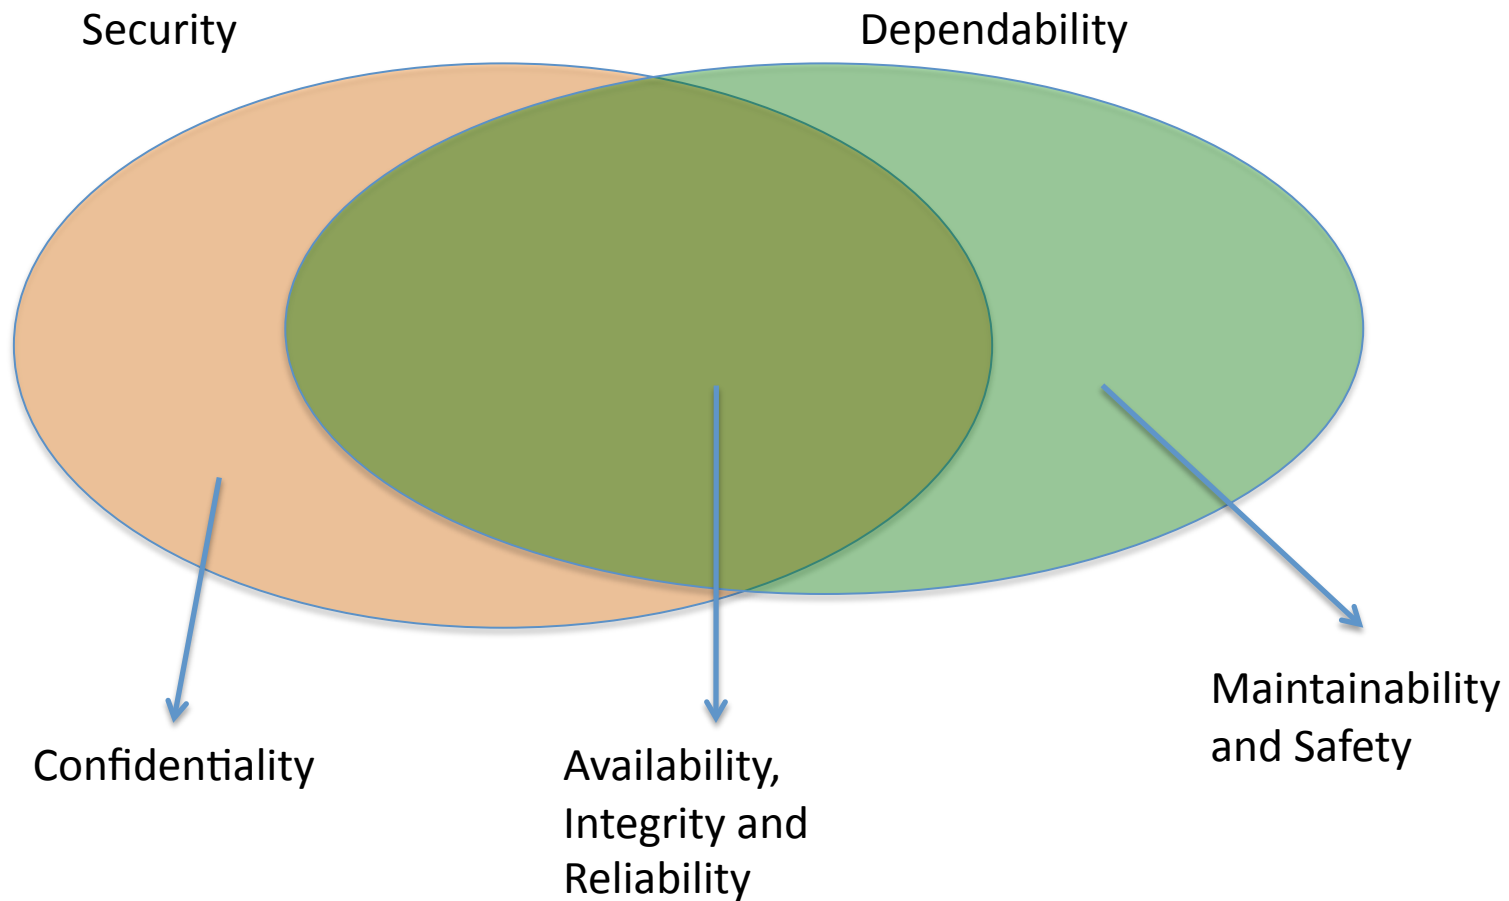 Security
Dependability
Confidentiality
Availability,
Integrity and
Reliability
Maintainability
and Safety